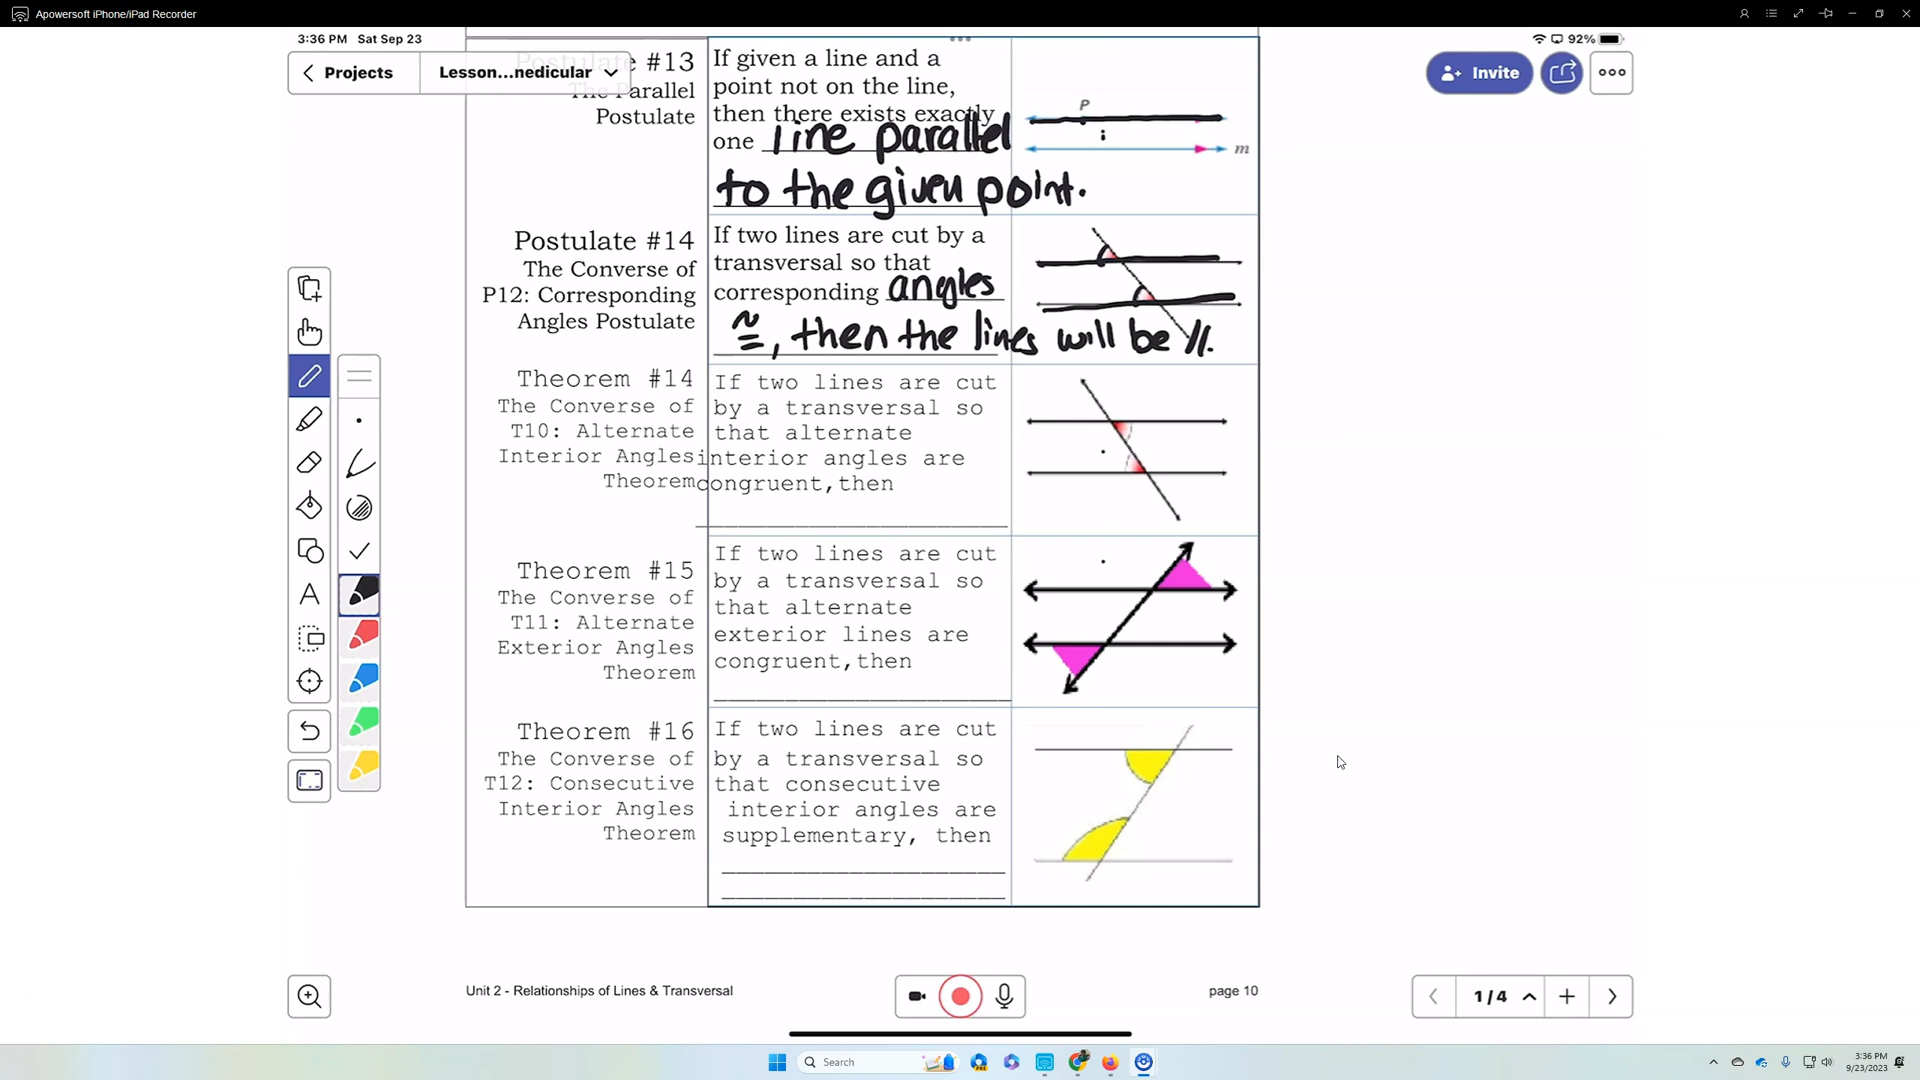 Apowersoft iPhone/iPad Recorder
3:36 PM Sat Sep 23
92%
Projects
Lesson...nedicular
Invite
Postulate #13
The Parallel
Postulate
If given a line and a
point not on the line,
then there exists exactly
one line parallel
to the given point.
P
m
Postulate #14
The Converse of
P12: Corresponding
Angles Postulate
If two lines are cut by a
transversal so that
corresponding angles
≅, then the lines will be //.
Theorem #14
The Converse of
T10: Alternate
Interior Angles
Theorem
If two lines are cut
by a transversal so
that alternate
interior angles are
congruent,then
Theorem #15
The Converse of
T11: Alternate
Exterior Angles
Theorem
If two lines are cut
by a transversal so
that alternate
exterior lines are
congruent,then
Theorem #16
The Converse of
T12: Consecutive
Interior Angles
Theorem
If two lines are cut
by a transversal so
that consecutive
interior angles are
supplementary, then
A
Unit 2 - Relationships of Lines & Transversal
page 10
1/4
Search
3:36 PM
9/23/2023